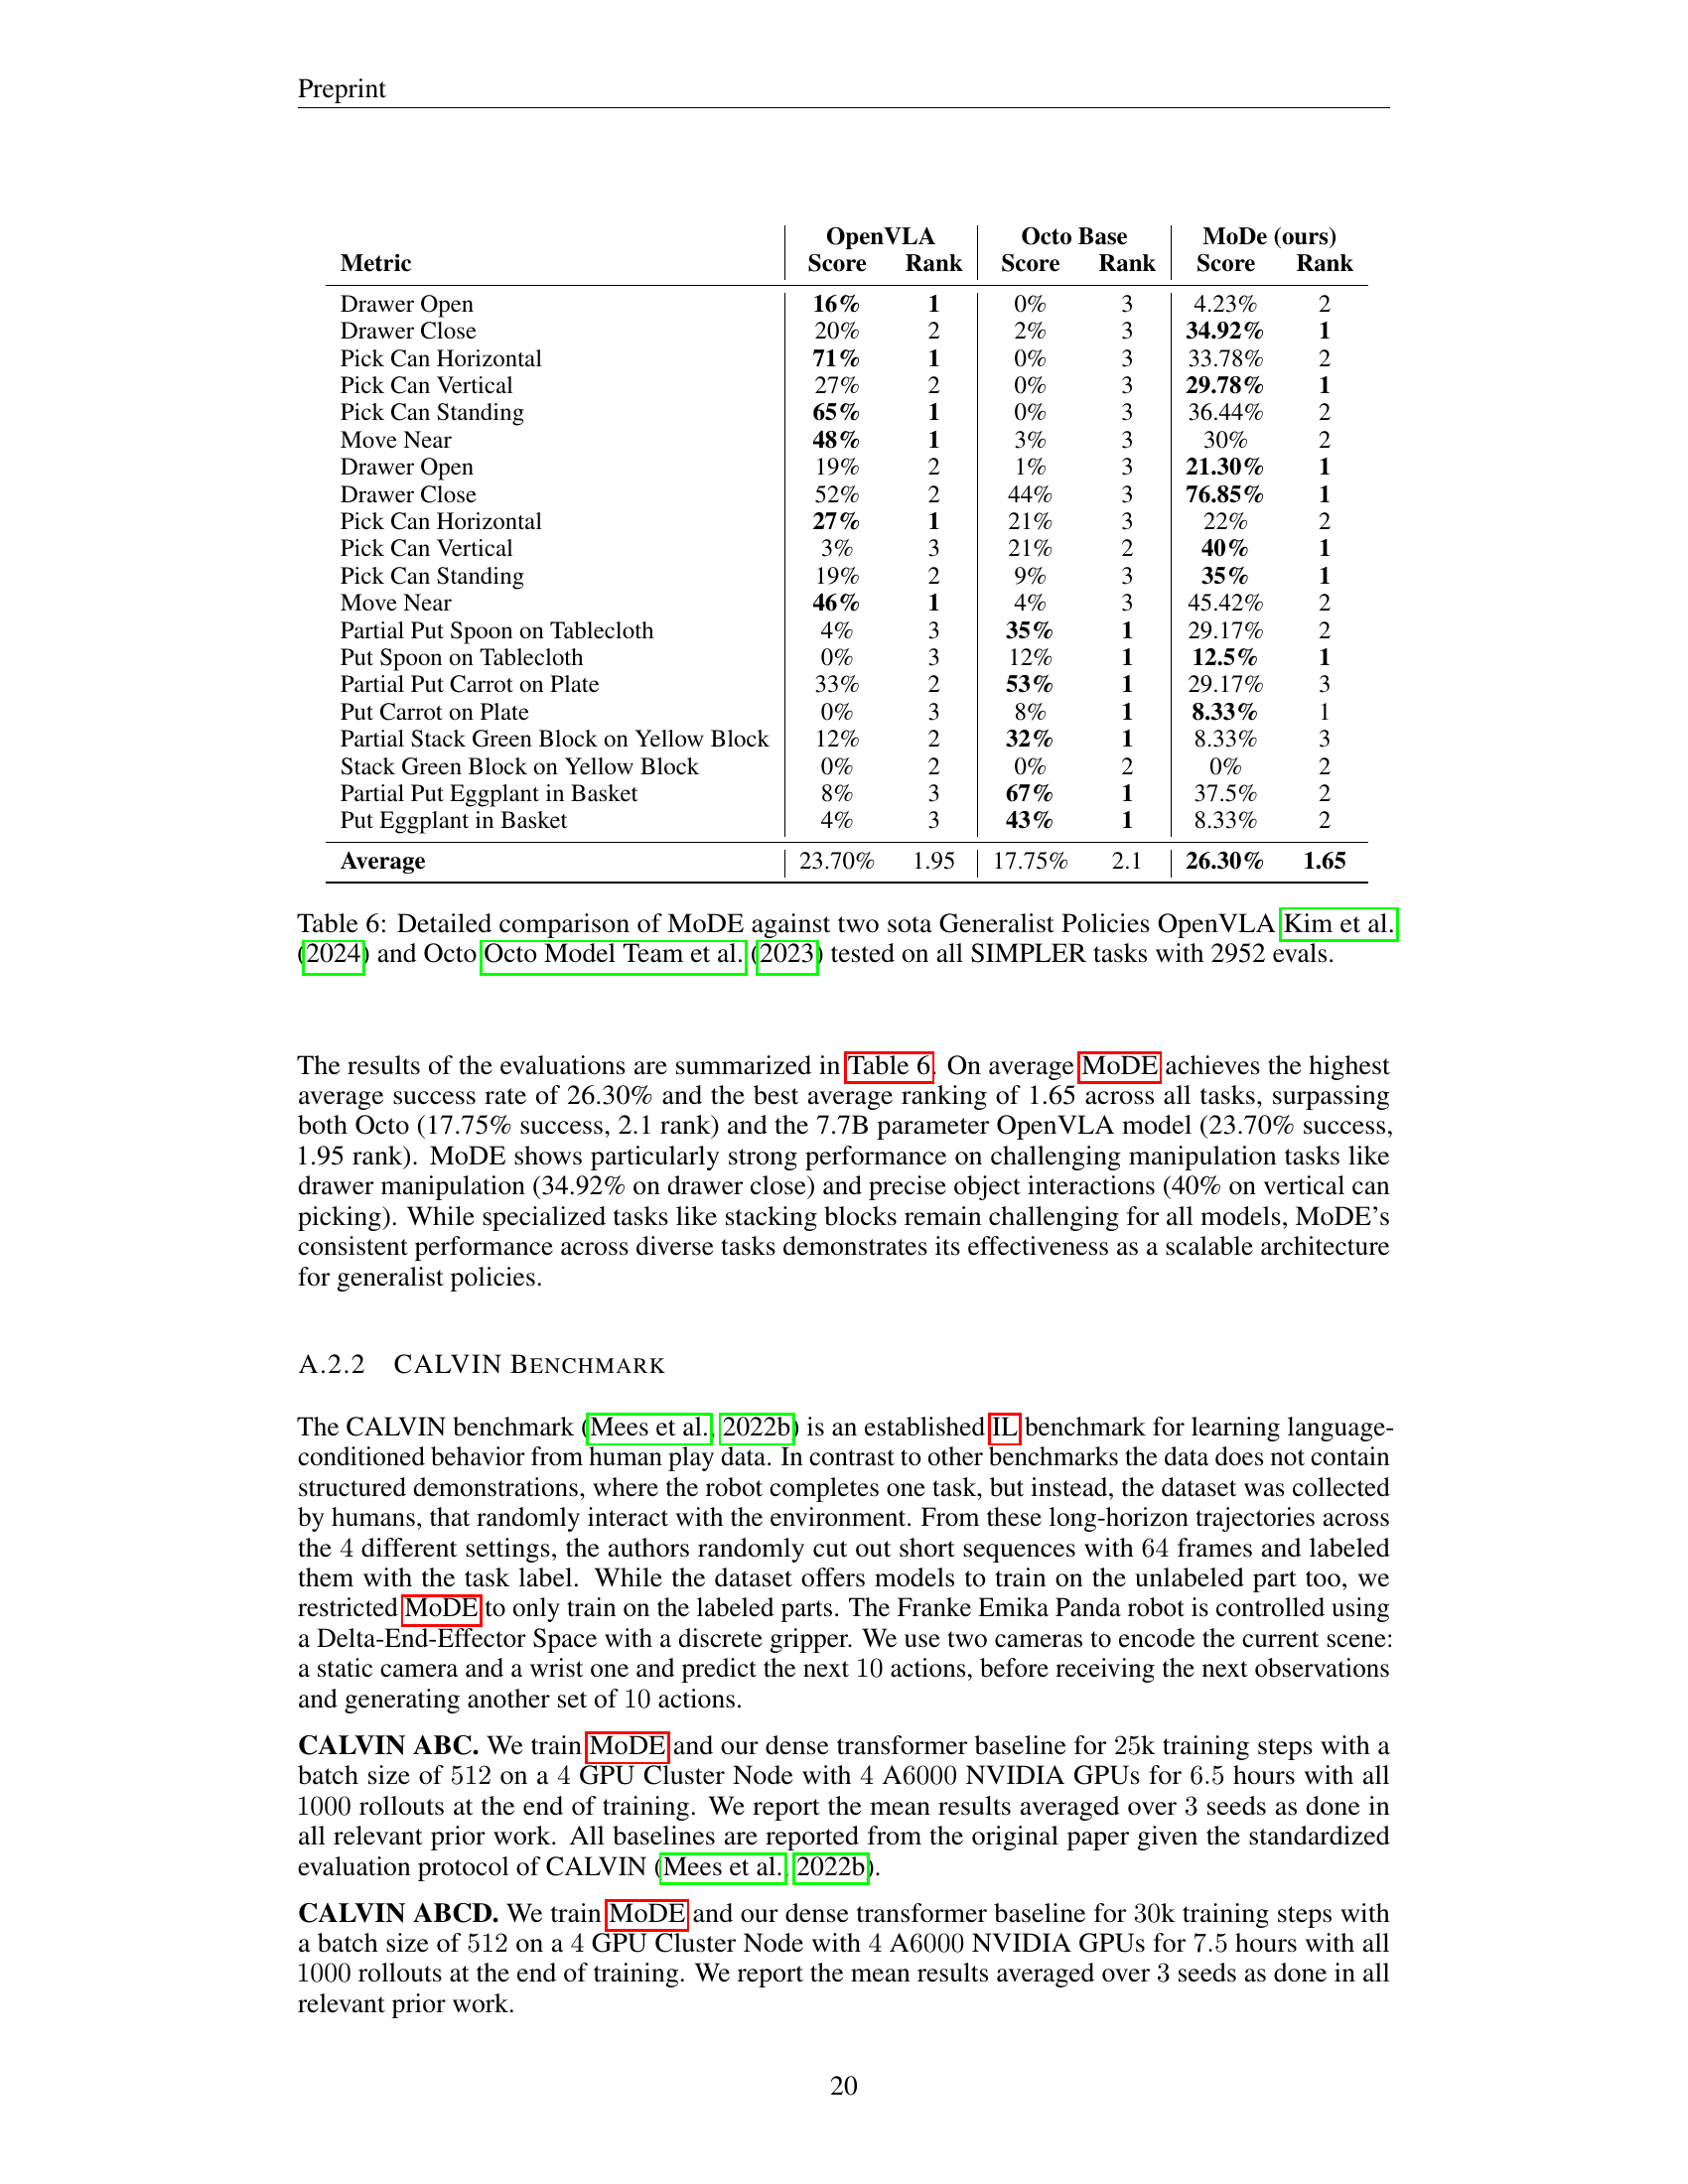 Preprint
OpenVLA Octo Base MoDe (ours)
Metric Score Rank Score Rank Score Rank
Drawer Open 16% 1 0% 3 4.23% 2
Drawer Close 20% 2 2% 3 34.92% 1
Pick Can Horizontal 71% 1 0% 3 33.78% 2
Pick Can Vertical 27% 2 0% 3 29.78% 1
Pick Can Standing 65% 1 0% 3 36.44% 2
Move Near 48% 1 3% 3 30% 2
Drawer Open 19% 2 1% 3 21.30% 1
Drawer Close 52% 2 44% 3 76.85% 1
Pick Can Horizontal 27% 1 21% 3 22% 2
Pick Can Vertical 3% 3 21% 2 40% 1
Pick Can Standing 19% 2 9% 3 35% 1
Move Near 46% 1 4% 3 45.42% 2
Partial Put Spoon on Tablecloth 4% 3 35% 1 29.17% 2
Put Spoon on Tablecloth 0% 3 12% 1 12.5% 1
Partial Put Carrot on Plate 33% 2 53% 1 29.17% 3
Put Carrot on Plate 0% 3 8% 1 8.33% 1
Partial Stack Green Block on Yellow Block 12% 2 32% 1 8.33% 3
Stack Green Block on Yellow Block 0% 2 0% 2 0% 2
Partial Put Eggplant in Basket 8% 3 67% 1 37.5% 2
Put Eggplant in Basket 4% 3 43% 1 8.33% 2
Average 23.70% 1.95 17.75% 2.1 26.30% 1.65
Table 6: Detailed comparison of MoDE against two sota Generalist Policies OpenVLA Kim et al.
(2024) and Octo Octo Model Team et al. (2023) tested on all SIMPLER tasks with 2952 evals.
The results of the evaluations are summarized in Table 6. On average MoDE achieves the highest
average success rate of 26.30% and the best average ranking of 1.65 across all tasks, surpassing
both Octo (17.75% success, 2.1 rank) and the 7.7B parameter OpenVLA model (23.70% success,
1.95 rank). MoDE shows particularly strong performance on challenging manipulation tasks like
drawer manipulation (34.92% on drawer close) and precise object interactions (40% on vertical can
picking). While specialized tasks like stacking blocks remain challenging for all models, MoDE's
consistent performance across diverse tasks demonstrates its effectiveness as a scalable architecture
for generalist policies.
A.2.2 CALVIN BENCHMARK
The CALVIN benchmark (Mees et al., 2022b) is an established IL benchmark for learning language-
conditioned behavior from human play data. In contrast to other benchmarks the data does not contain
structured demonstrations, where the robot completes one task, but instead, the dataset was collected
by humans, that randomly interact with the environment. From these long-horizon trajectories across
the 4 different settings, the authors randomly cut out short sequences with 64 frames and labeled
them with the task label. While the dataset offers models to train on the unlabeled part too, we
restricted MoDE to only train on the labeled parts. The Franke Emika Panda robot is controlled using
a Delta-End-Effector Space with a discrete gripper. We use two cameras to encode the current scene:
a static camera and a wrist one and predict the next 10 actions, before receiving the next observations
and generating another set of 10 actions.
CALVIN ABC. We train MoDE and our dense transformer baseline for 25k training steps with a
batch size of 512 on a 4 GPU Cluster Node with 4 A6000 NVIDIA GPUs for 6.5 hours with all
1000 rollouts at the end of training. We report the mean results averaged over 3 seeds as done in
all relevant prior work. All baselines are reported from the original paper given the standardized
evaluation protocol of CALVIN (Mees et al., 2022b).
CALVIN ABCD. We train MoDE and our dense transformer baseline for 30k training steps with
a batch size of 512 on a 4 GPU Cluster Node with 4 A6000 NVIDIA GPUs for 7.5 hours with all
1000 rollouts at the end of training. We report the mean results averaged over 3 seeds as done in all
relevant prior work.
20